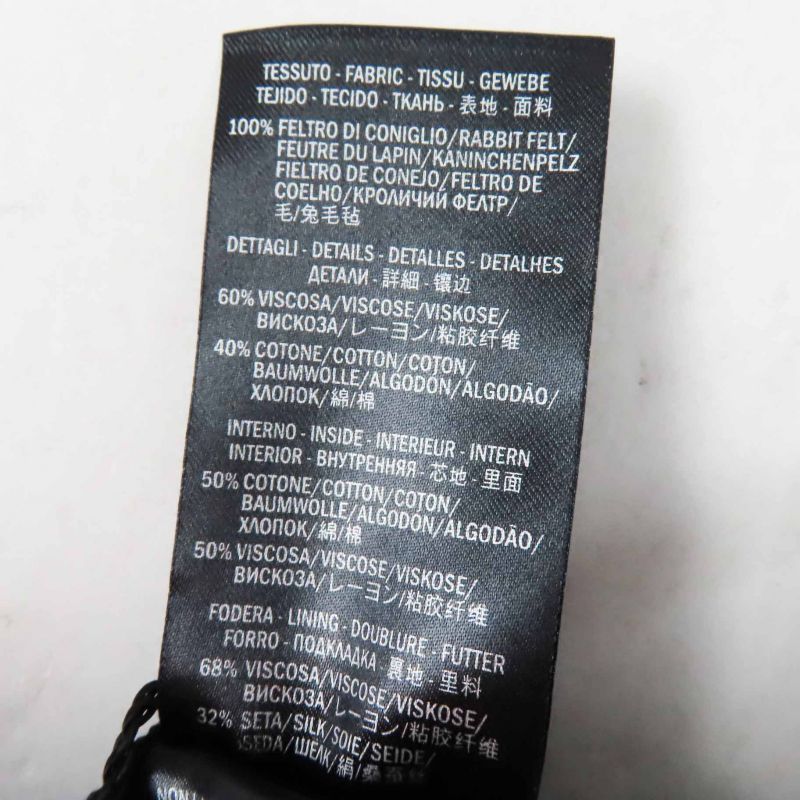 TESSUTO - FABRIC - TISSU - GEWEBE
TEJIDO - TECIDO - ТКАНЬ - 表地 - 面料
100% FELTRO DI CONIGLIO/RABBIT FELT/
FEUTRE DU LAPIN/KANINCHENPELZ
FIELTRO DE CONEJO/FELTRO DE
COELHO/КРОЛИЧИЙ ФЕЛТР/
毛/兔毛毡
DETTAGLI - DETAILS - DETALLES - DETALHES
ДЕТАЛИ - 詳細 - 镶边
60% VISCOSA/VISCOSE/VISKOSE/
ВИСКОЗА/レーヨン/粘胶纤维
40% COTONE/COTTON/COTON/
BAUMWOLLE/ALGODON/ALGODÃO/
ХЛОПОК/綿/棉
INTERNO - INSIDE - INTERIEUR - INTERN
INTERIOR - ВНУТРЕННЯЯ - 芯地 - 里面
50% COTONE/COTTON/COTON/
BAUMWOLLE/ALGODON/ALGODÃO/
ХЛОПОК/綿/棉
50% VISCOSA/VISCOSE/VISKOSE/
ВИСКОЗА/レーヨン/粘胶纤维
FODERA - LINING - DOUBLURE - FUTTER
FORRO - ПОДКЛАДКА - 裏地 - 里料
68% VISCOSA/VISCOSE/VISKOSE/
ВИСКОЗА/レーヨン/粘胶纤维
32% SETA/SILK/SOIE/SEIDE/
SEDA/ШЕЛК/絹/